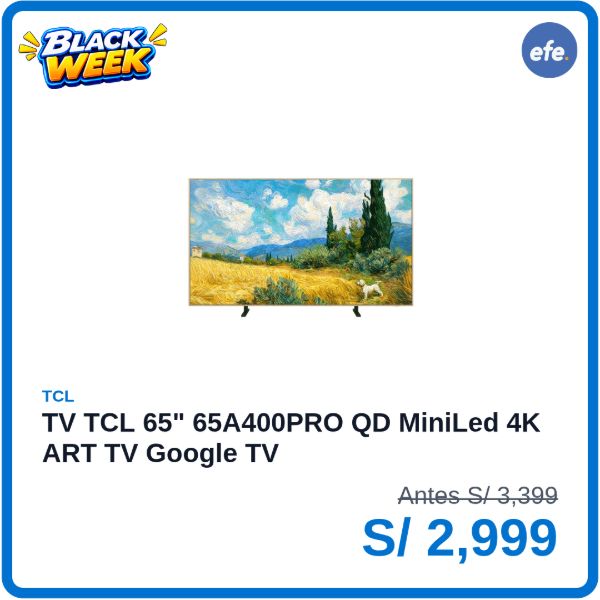 BLACK
WEEK
efe.
TCL
TV TCL 65" 65A400PRO QD MiniLed 4K
ART TV Google TV
Antes S/ 3,399
S/ 2,999